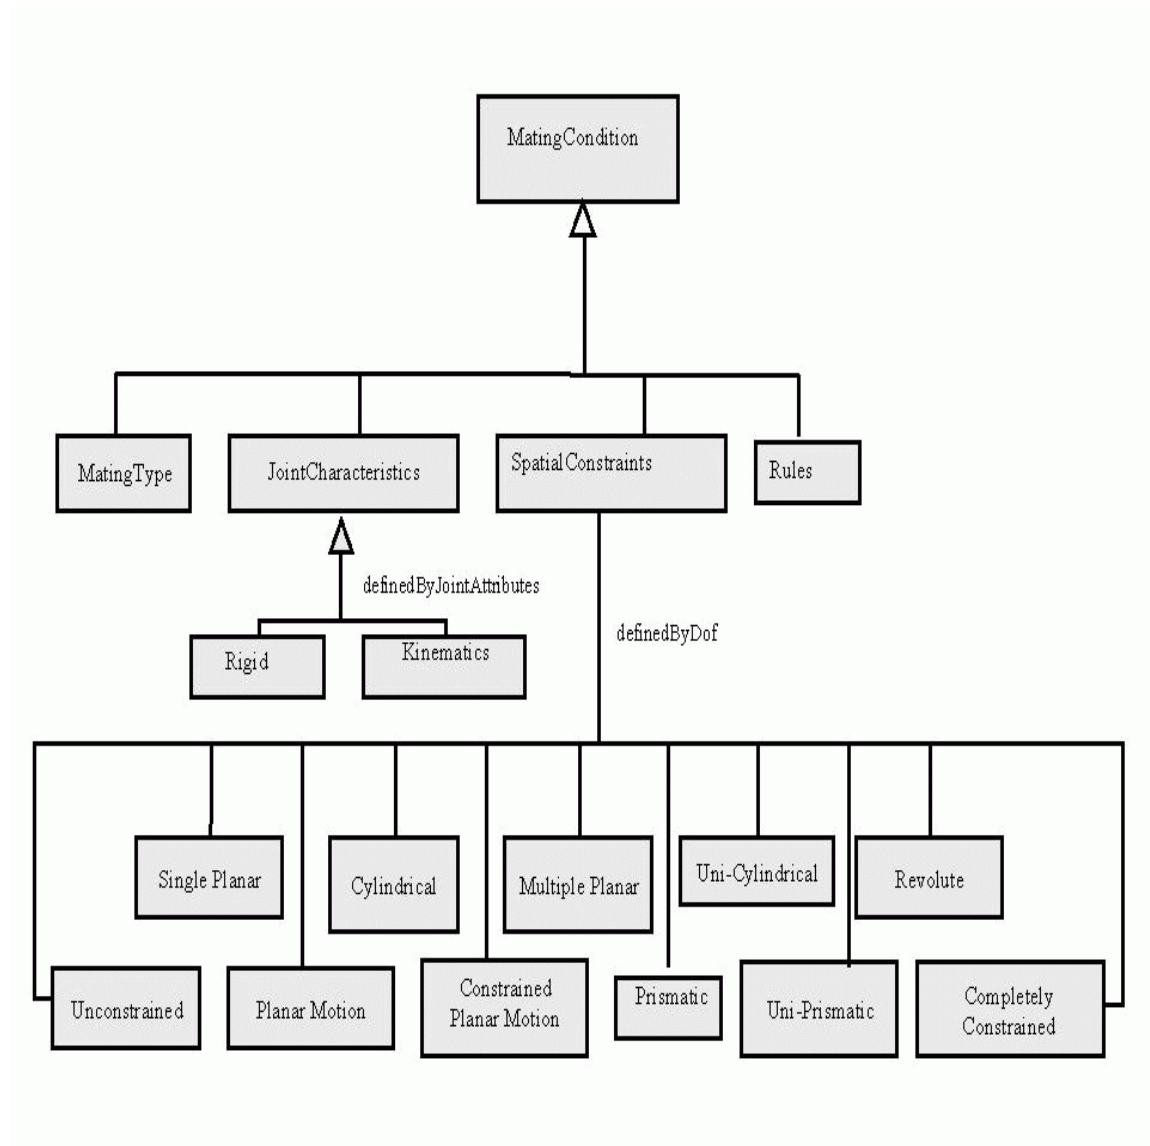 MatingCondition
MatingType
JointCharacteristics
SpatialConstraints
Rules
definedByJointAttributes
definedByDof
Rigid
Kinematics
Single Planar
Cylindrical
Multiple Planar
Uni-Cylindrical
Revolute
Unconstrained
Planar Motion
Constrained
Planar Motion
Prismatic
Uni-Prismatic
Completely
Constrained